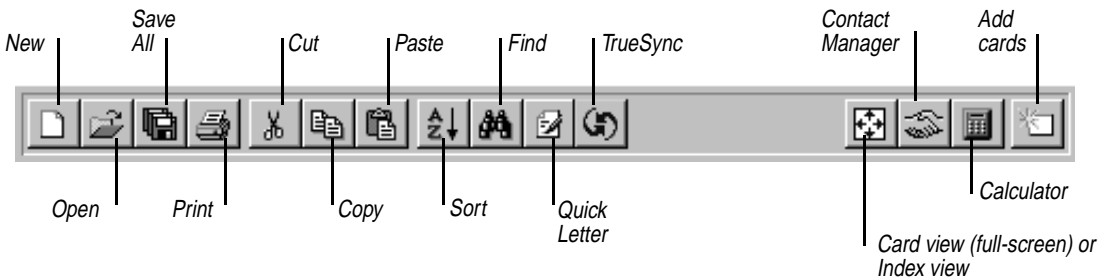 New
Save
All
Cut
Paste
Find
TrueSync
Contact
Manager
Add
cards
A
Z
Open
Print
Copy
Sort
Quick
Letter
Calculator
Card view (full-screen) or
Index view